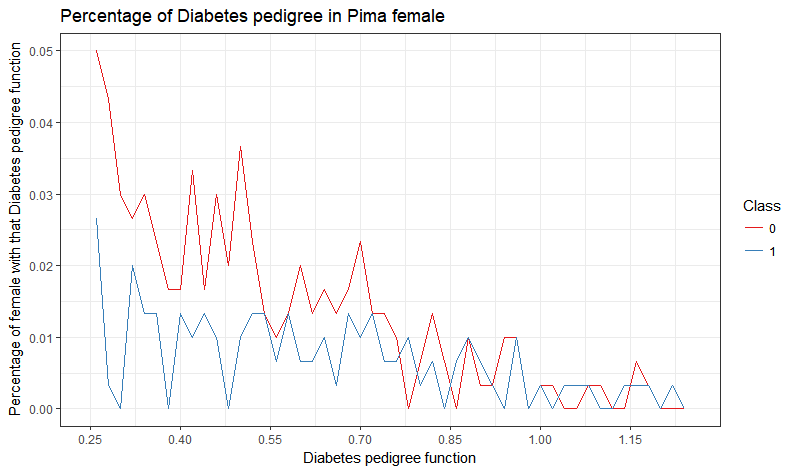 Percentage of Diabetes pedigree in Pima female
Percentage of female with that Diabetes pedigree function
0.05
0.04
0.03
0.02
0.01
0.00
0.25 0.40 0.55 0.70 0.85 1.00 1.15
Diabetes pedigree function
Class
0
1